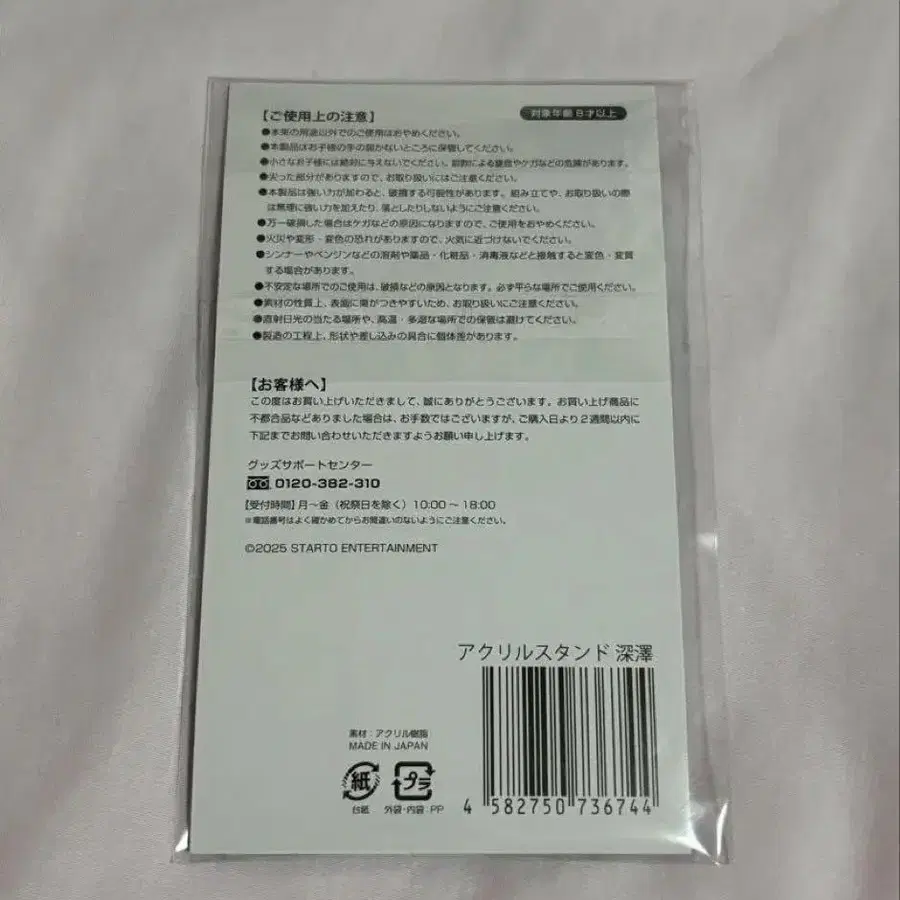 【ご使用上の注意】
対象年齢 8才以上
●本来の用途以外でのご使用はおやめください。
●本製品はお子様の手の届かないところに保管してください。
●小さなお子様には絶対に与えないでください。誤飲による窒息やケガなどの危険があります。
●尖った部分がありますので、お取り扱いにはご注意ください。
●本製品は強い力が加わると、破損する可能性があります。組み立てや、お取り扱いの際
は無理に強い力を加えたり、落としたりしないようにご注意ください。
●万一破損した場合はケガなどの原因になりますので、ご使用をおやめください。
●火災や変形・変色の恐れがありますので、火気に近づけないでください。
●シンナーやベンジンなどの溶剤や薬品・化粧品・消毒液などと接触すると変色・変質
する場合があります。
●不安定な場所でのご使用は、破損などの原因となります。必ず平らな場所でご使用ください。
●素材の性質上、表面に傷がつきやすいため、お取り扱いにご注意ください。
●直射日光の当たる場所や、高温・多湿な場所での保管は避けてください。
●製造の工程上、形状や差し込みの具合に個体差があります。
【お客様へ】
この度はお買い上げいただきまして、誠にありがとうございます。お買い上げ商品に
不都合品などありました場合は、お手数ではございますが、ご購入日より2週間以内に
下記までお問い合わせいただきますようお願い申し上げます。
グッズサポートセンター
0120-382-310
【受付時間】月〜金（祝祭日を除く）10:00〜18:00
※電話番号はよく確かめてからお間違いのないようにご注意ください。
©2025 STARTO ENTERTAINMENT
アクリルスタンド 深澤
素材：アクリル樹脂
MADE IN JAPAN
紙
プラ
台紙
外袋・内袋：PP
4 582750 736744